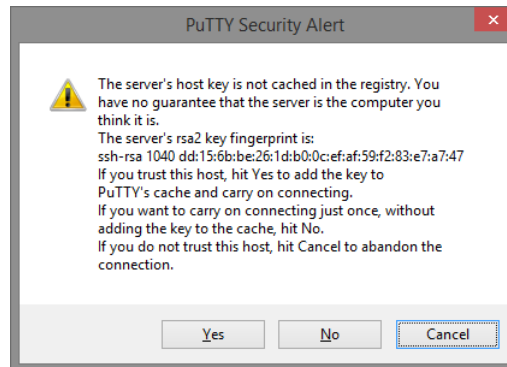 PuTTY Security Alert
The server's host key is not cached in the registry. You
have no guarantee that the server is the computer you
think it is.
The server's rsa2 key fingerprint is:
ssh-rsa 1040 dd:15:6b:be:26:1d:b0:0c:ef:af:59:f2:83:e7:a7:47
If you trust this host, hit Yes to add the key to
PuTTY's cache and carry on connecting.
If you want to carry on connecting just once, without
adding the key to the cache, hit No.
If you do not trust this host, hit Cancel to abandon the
connection.
Yes No Cancel